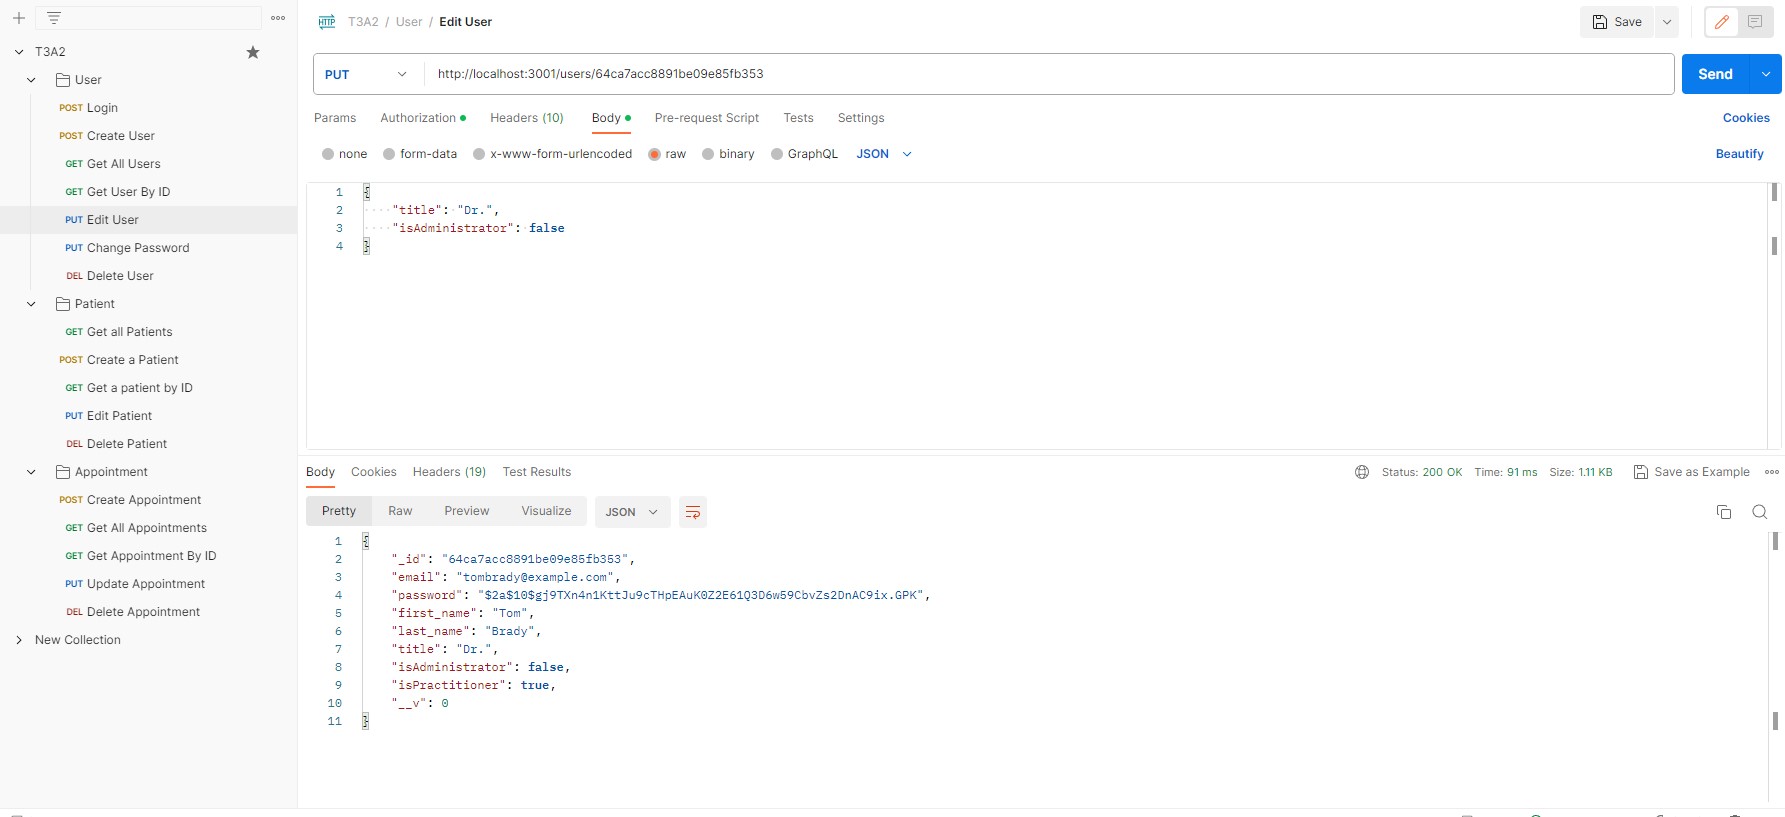 T3A2
User
POST Login
POST Create User
GET Get All Users
GET Get User By ID
PUT Edit User
PUT Change Password
DEL Delete User
Patient
GET Get all Patients
POST Create a Patient
GET Get a patient by ID
PUT Edit Patient
DEL Delete Patient
Appointment
POST Create Appointment
GET Get All Appointments
GET Get Appointment By ID
PUT Update Appointment
DEL Delete Appointment
New Collection
HTTP T3A2 / User / Edit User
Save
PUT http://localhost:3001/users/64ca7acc8891be09e85fb353
Send
Params Authorization Headers (10) Body Pre-request Script Tests Settings Cookies
none form-data x-www-form-urlencoded raw binary GraphQL JSON Beautify
1 {
2 "title": "Dr.",
3 "isAdministrator": false
4 }
Body Cookies Headers (19) Test Results Status: 200 OK Time: 91 ms Size: 1.11 KB Save as Example
Pretty Raw Preview Visualize JSON
1 {
2 "_id": "64ca7acc8891be09e85fb353",
3 "email": "tombrady@example.com",
4 "password": "$2a$10$gj9TXn4n1KttJu9cTHpEAuK0Z2E61Q3D6w59CbvZs2DnAC9ix.GPK",
5 "first_name": "Tom",
6 "last_name": "Brady",
7 "title": "Dr.",
8 "isAdministrator": false,
9 "isPractitioner": true,
10 "__v": 0
11 }